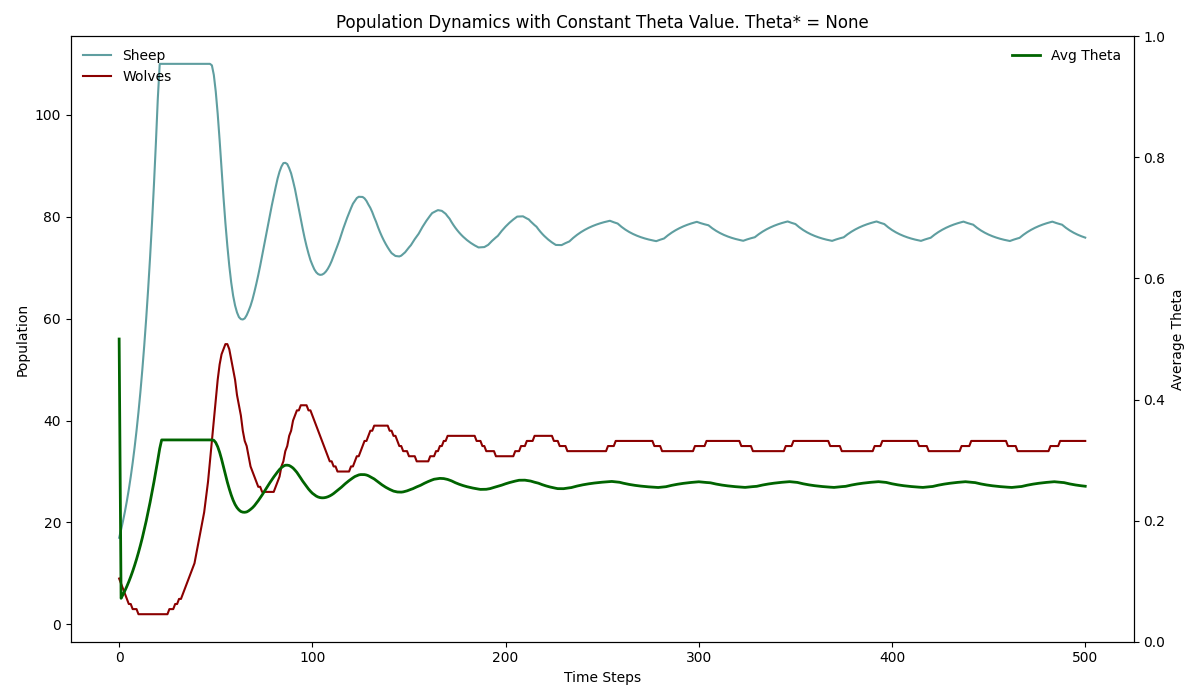 Population Dynamics with Constant Theta Value. Theta* = None
Sheep
Wolves
Avg Theta
Population
100
80
60
40
20
0
1.0
0.8
0.6
0.4
0.2
0.0
Average Theta
0 100 200 300 400 500
Time Steps